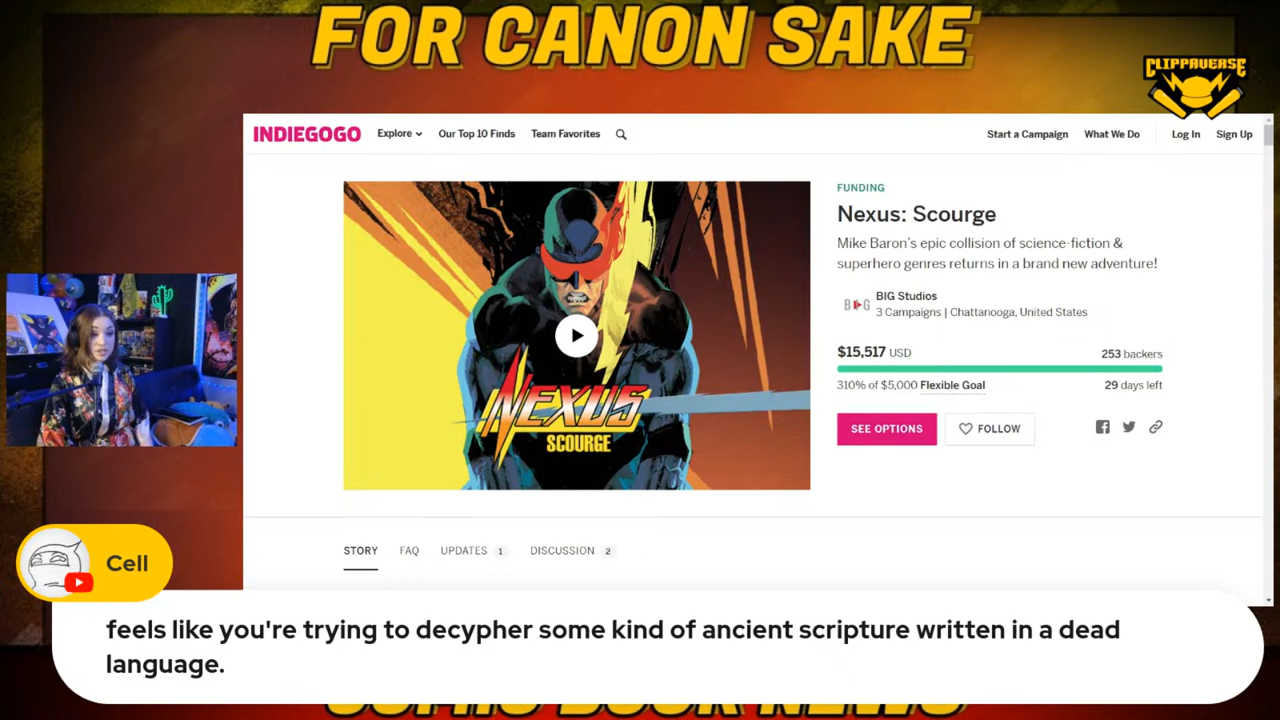 FOR CANON SAKE
CLIPPAVERSE
INDIEGOGO Explore Our Top 10 Finds Team Favorites Start a Campaign What We Do Log In Sign Up
FUNDING
Nexus: Scourge
Mike Baron's epic collision of science-fiction &
superhero genres returns in a brand new adventure!
BIG BIG Studios
3 Campaigns | Chattanooga, United States
$15,517 USD 253 backers
310% of $5,000 Flexible Goal 29 days left
SEE OPTIONS FOLLOW
NEXUS
SCOURGE
STORY FAQ UPDATES 1 DISCUSSION 2
Cell
feels like you're trying to decypher some kind of ancient scripture written in a dead
language.
COMIC BOOK NEWS